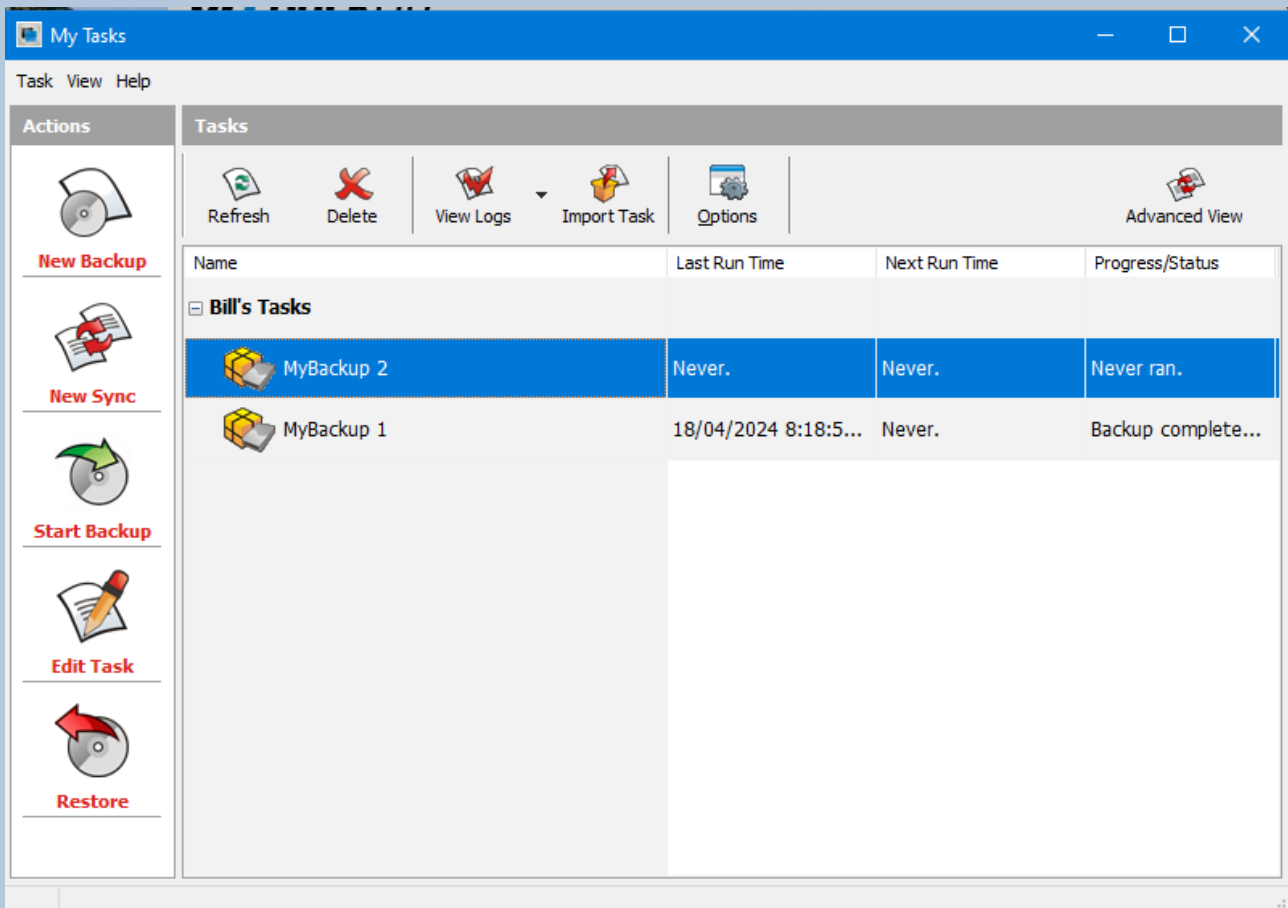 My Tasks
Task View Help
Actions
Tasks
Refresh Delete View Logs Import Task Options Advanced View
New Backup
New Sync
Start Backup
Edit Task
Restore
Name Last Run Time Next Run Time Progress/Status
Bill's Tasks
MyBackup 2 Never. Never. Never ran.
MyBackup 1 18/04/2024 8:18:5... Never. Backup complete...